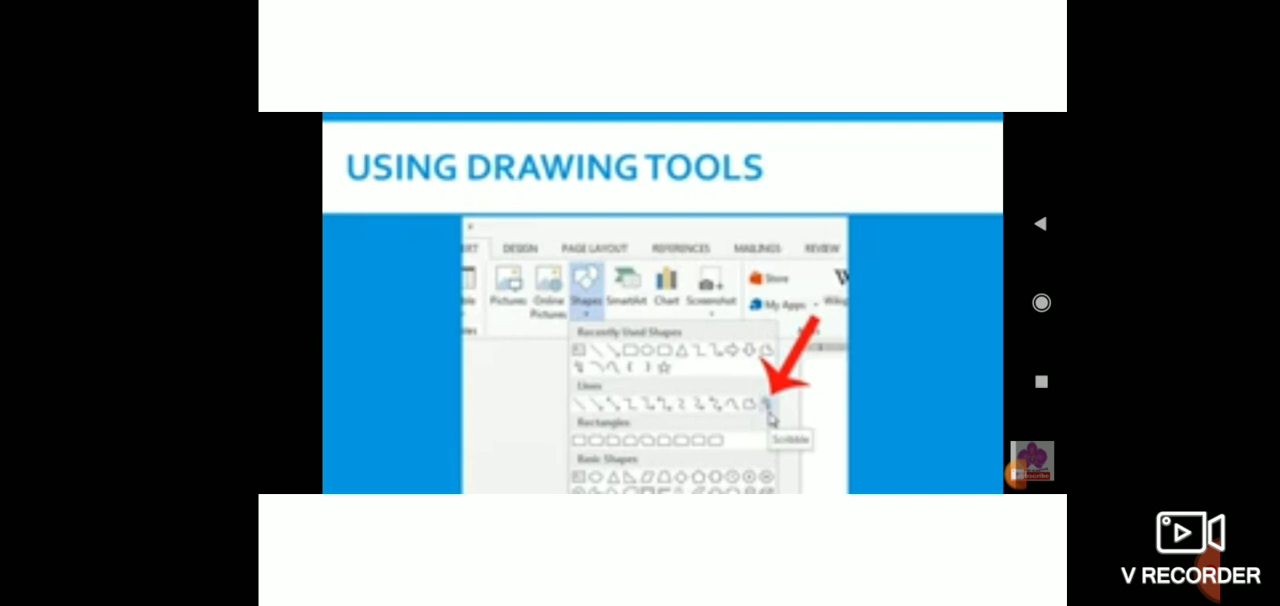 USING DRAWING TOOLS
DESIGN PAGE LAYOUT REFERENCES MAILINGS REVIEW
Pictures Online Pictures Shapes SmartArt Chart Screenshot
Store
My Apps
Recently Used Shapes
Lines
Rectangles
Scribble
Basic Shapes
V RECORDER